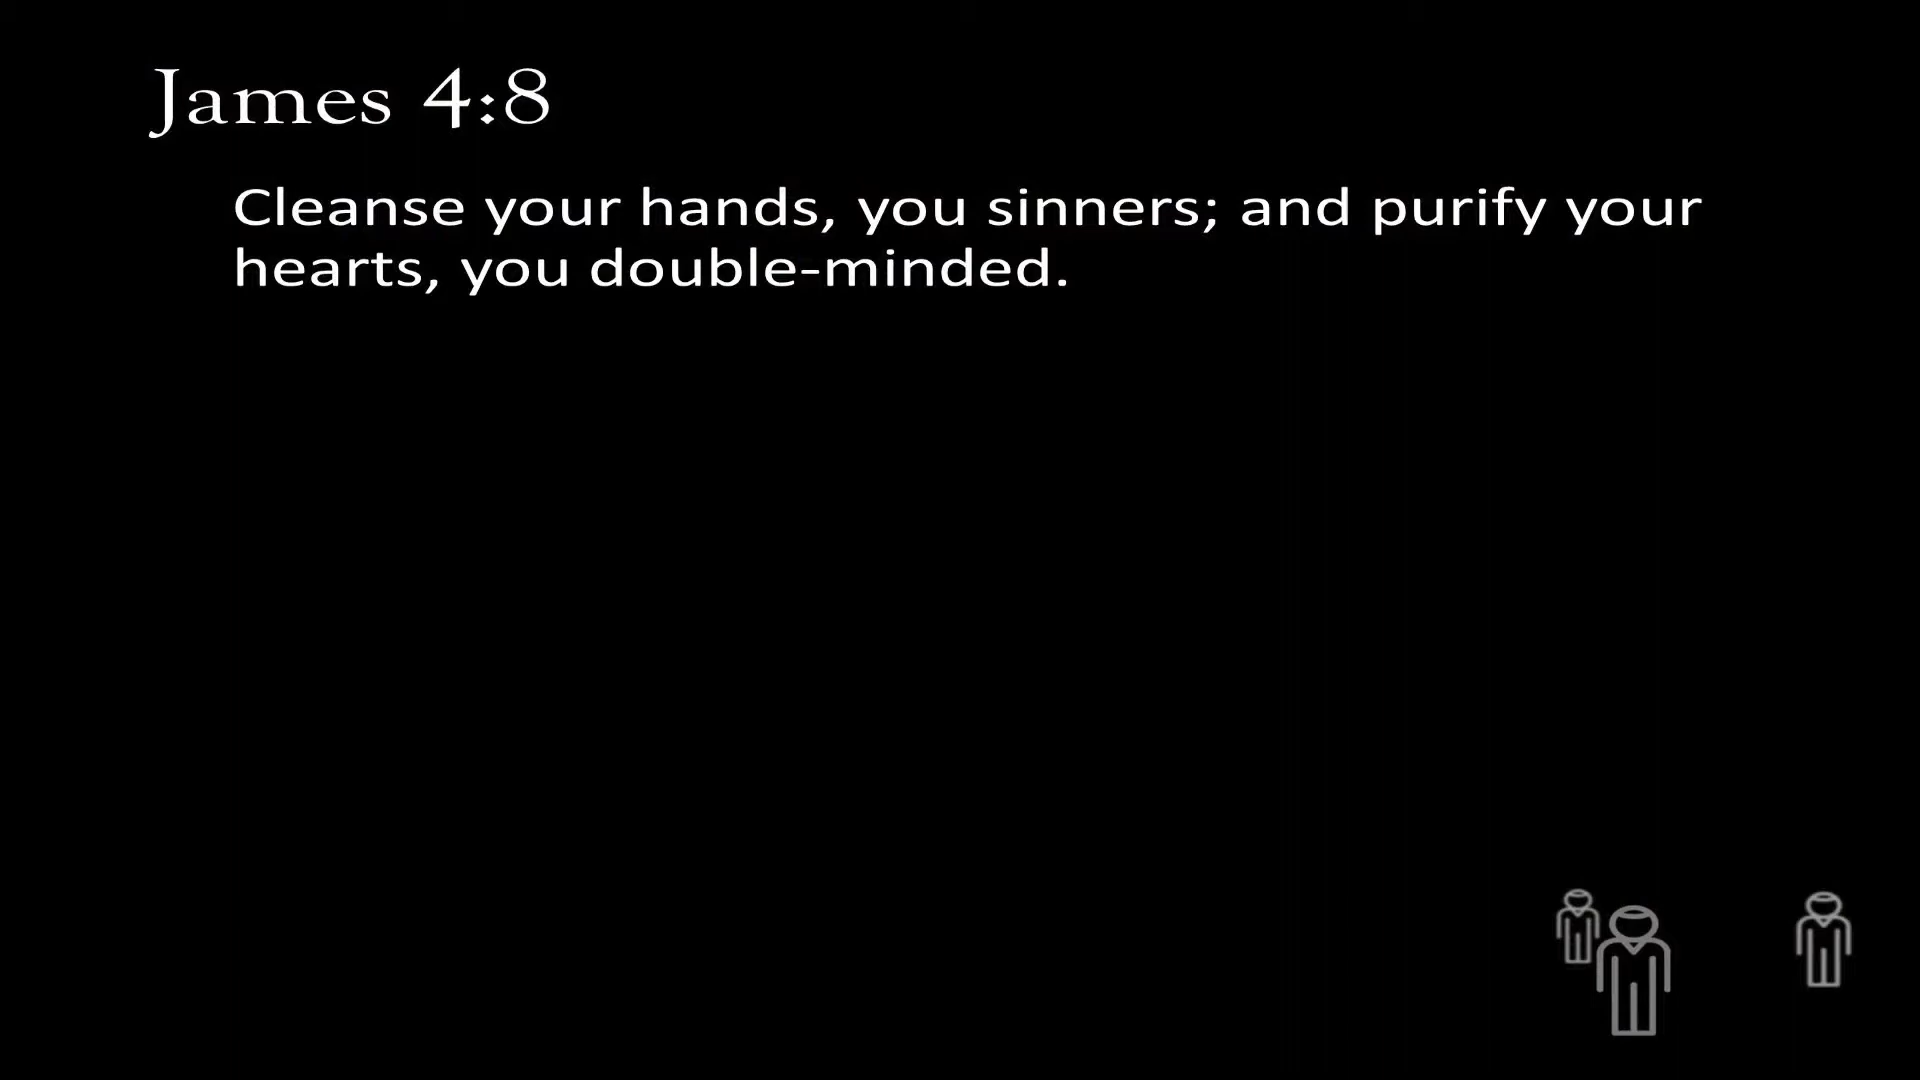 James 4:8
Cleanse your hands, you sinners; and purify your
hearts, you double-minded.